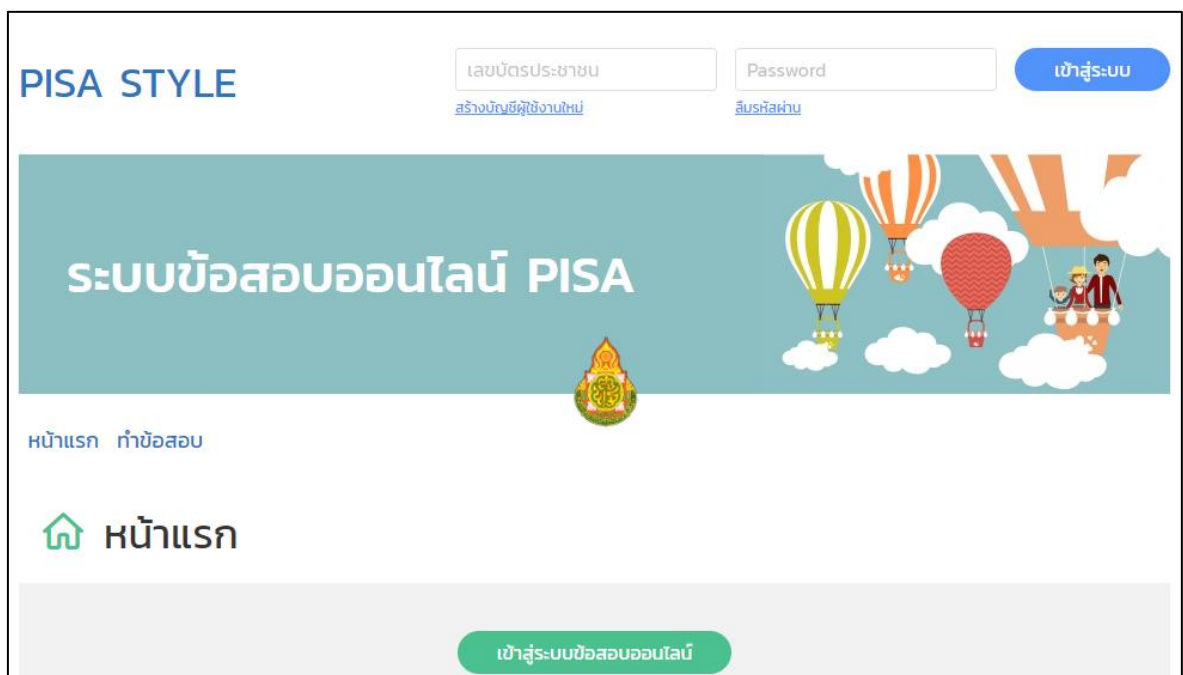 PISA STYLE
เลขบัตรประชาชน
Password
เข้าสู่ระบบ
สร้างบัญชีผู้ใช้งานใหม่
ลืมรหัสผ่าน
ระบบข้อสอบออนไลน์ PISA
หน้าแรก ทำข้อสอบ
หน้าแรก
เข้าสู่ระบบข้อสอบออนไลน์